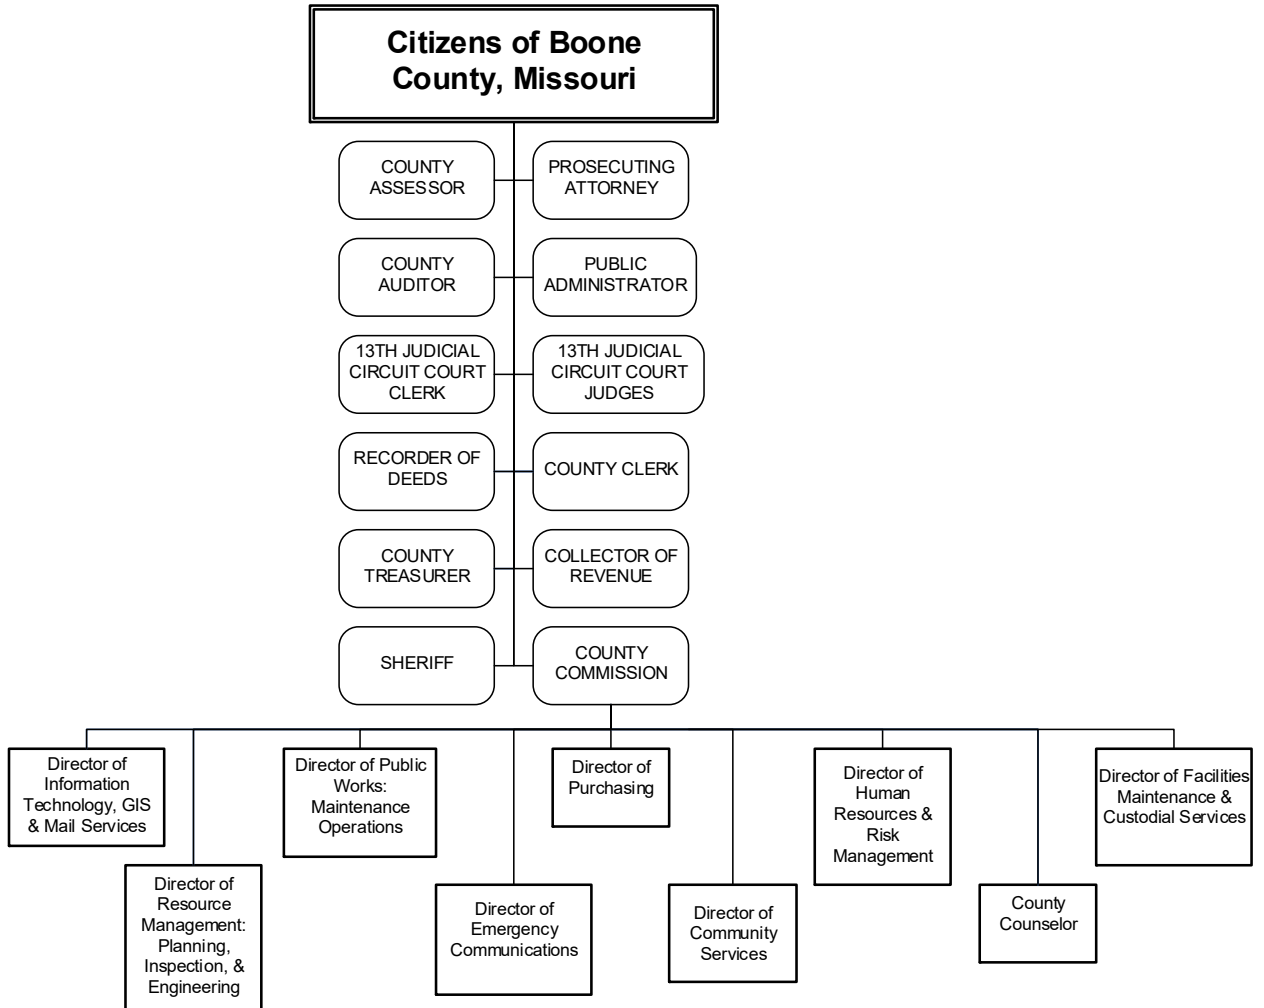 Citizens of Boone
County, Missouri
COUNTY
ASSESSOR
PROSECUTING
ATTORNEY
COUNTY
AUDITOR
PUBLIC
ADMINISTRATOR
13TH JUDICIAL
CIRCUIT COURT
CLERK
13TH JUDICIAL
CIRCUIT COURT
JUDGES
RECORDER OF
DEEDS
COUNTY CLERK
COUNTY
TREASURER
COLLECTOR OF
REVENUE
SHERIFF
COUNTY
COMMISSION
Director of
Information
Technology, GIS
& Mail Services
Director of Public
Works:
Maintenance
Operations
Director of
Purchasing
Director of
Human
Resources &
Risk
Management
Director of Facilities
Maintenance &
Custodial Services
Director of
Resource
Management:
Planning,
Inspection, &
Engineering
Director of
Emergency
Communications
Director of
Community
Services
County
Counselor